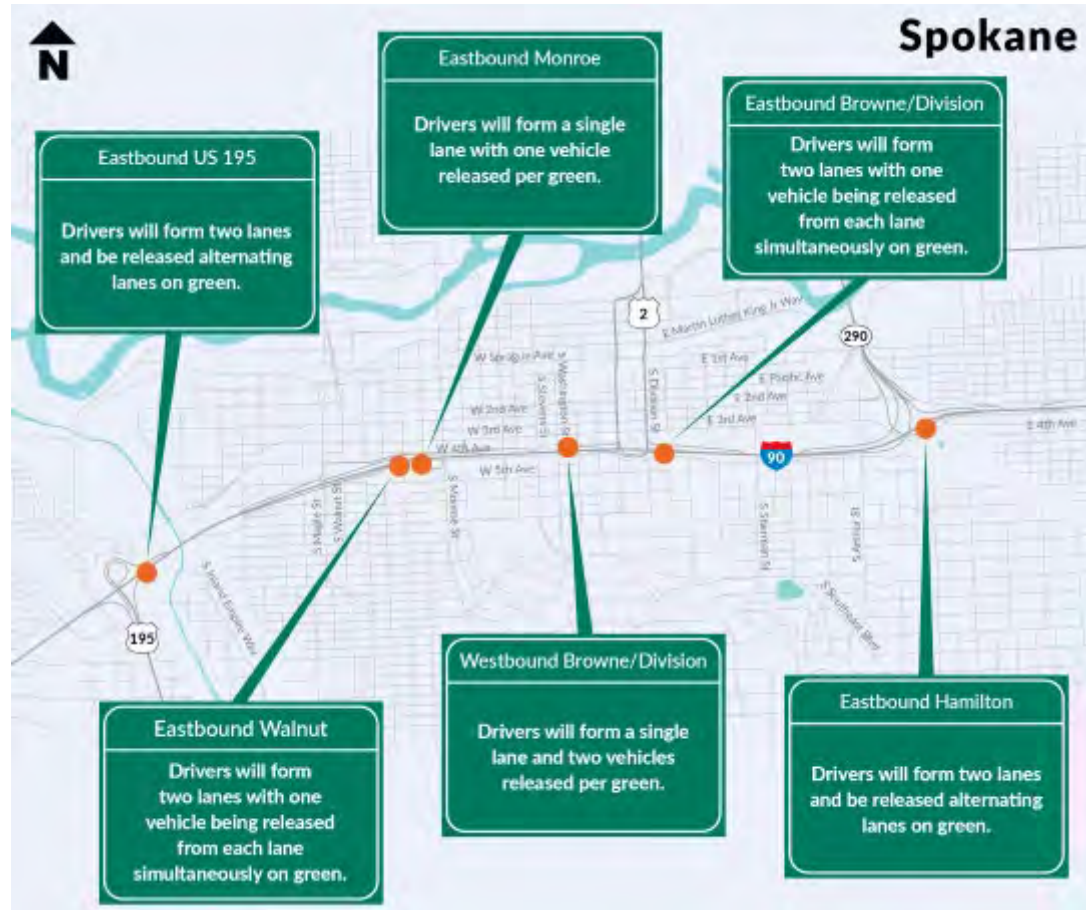 N
Spokane
Eastbound Monroe
Drivers will form a single
lane with one vehicle
released per green.
Eastbound Browne/Division
Drivers will form
two lanes with one
vehicle being released
from each lane
simultaneously on green.
Eastbound US 195
Drivers will form two lanes
and be released alternating
lanes on green.
2
E Martin Luther King Jr Way
290
W Sprague Ave
E 1st Ave
E Pacific Ave
E 2nd Ave
E 3rd Ave
E 4th Ave
W 2nd Ave
W 3rd Ave
W 4th Ave
W 5th Ave
S Stevens St
S Washington St
S Division St
90
S Maple St
S Walnut St
S Monroe St
S Sherman St
S Arthur St
S Southeast Blvd
S Inland Empire Way
195
Eastbound Walnut
Drivers will form
two lanes with one
vehicle being released
from each lane
simultaneously on green.
Westbound Browne/Division
Drivers will form a single
lane and two vehicles
released per green.
Eastbound Hamilton
Drivers will form two lanes
and be released alternating
lanes on green.